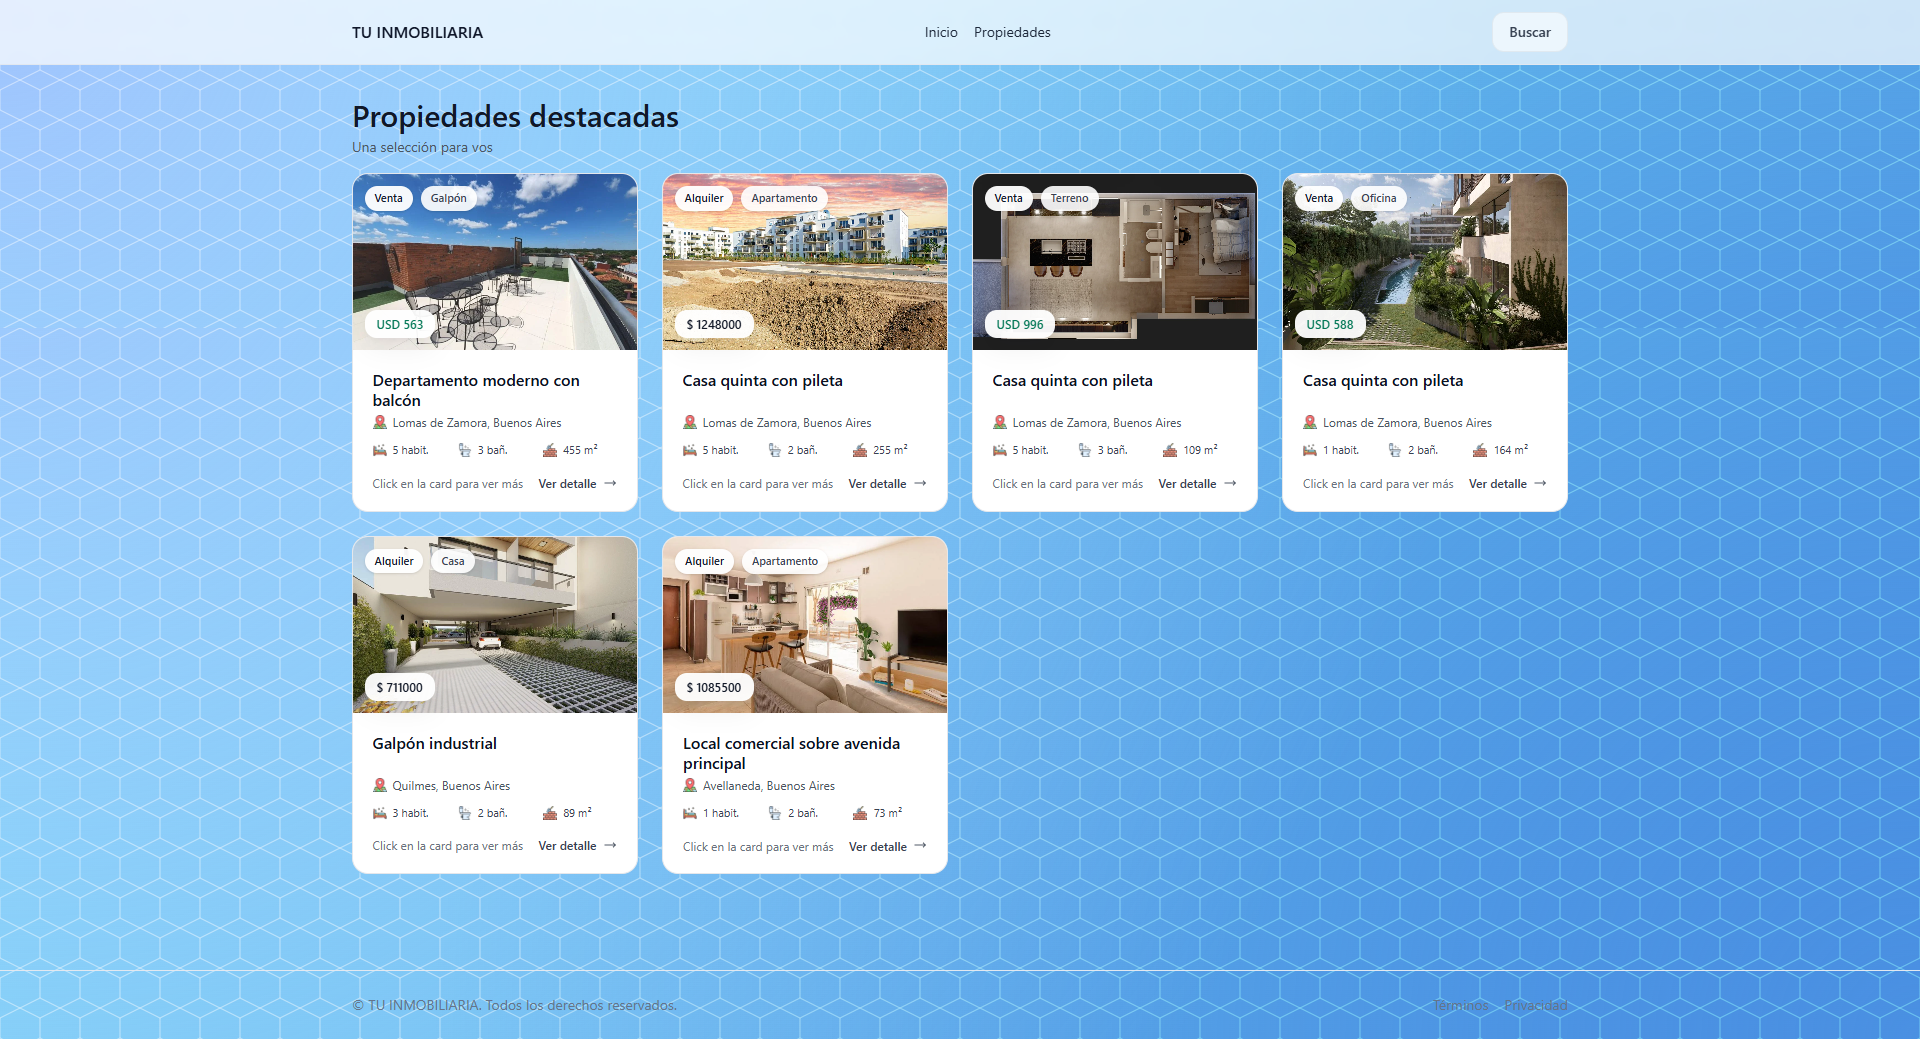 TU INMOBILIARIA
Inicio Propiedades
Buscar
Propiedades destacadas
Una selección para vos
Venta Galpón
USD 563
Departamento moderno con
balcón
Lomas de Zamora, Buenos Aires
5 habit. 3 bañ. 455 m²
Click en la card para ver más Ver detalle →
Alquiler Apartamento
$ 1248000
Casa quinta con pileta
Lomas de Zamora, Buenos Aires
5 habit. 2 bañ. 255 m²
Click en la card para ver más Ver detalle →
Venta Terreno
USD 996
Casa quinta con pileta
Lomas de Zamora, Buenos Aires
5 habit. 3 bañ. 109 m²
Click en la card para ver más Ver detalle →
Venta Oficina
USD 588
Casa quinta con pileta
Lomas de Zamora, Buenos Aires
1 habit. 2 bañ. 164 m²
Click en la card para ver más Ver detalle →
Alquiler Casa
$ 711000
Galpón industrial
Quilmes, Buenos Aires
3 habit. 2 bañ. 89 m²
Click en la card para ver más Ver detalle →
Alquiler Apartamento
$ 1085500
Local comercial sobre avenida
principal
Avellaneda, Buenos Aires
1 habit. 2 bañ. 73 m²
Click en la card para ver más Ver detalle →
© TU INMOBILIARIA. Todos los derechos reservados.
Términos Privacidad